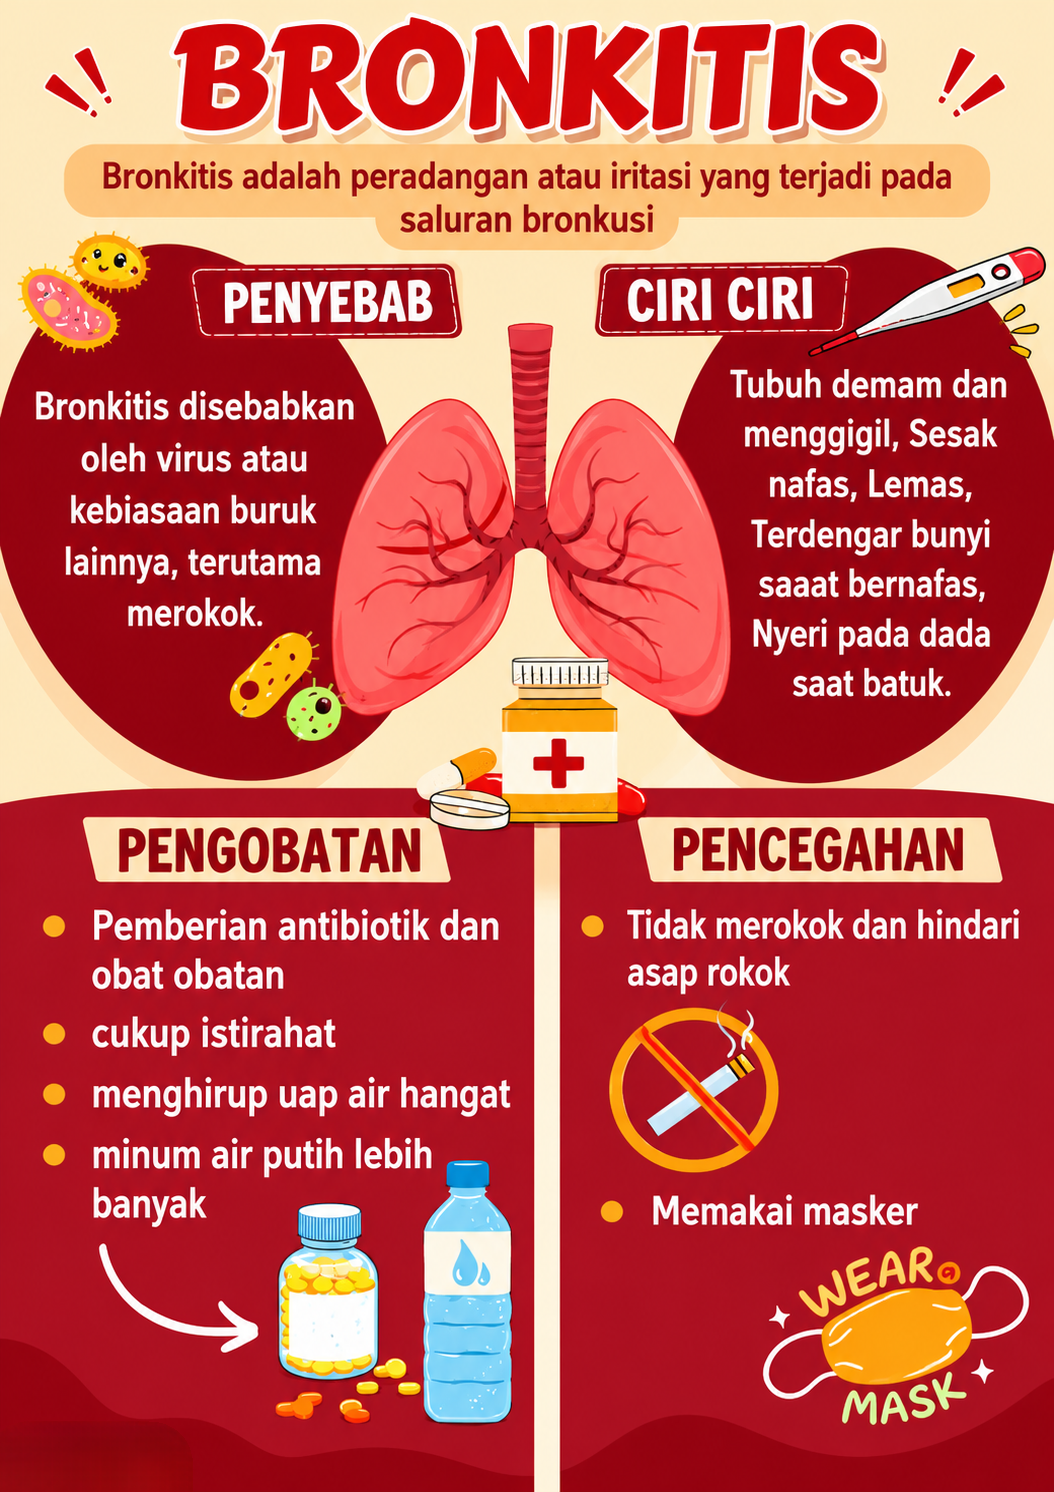 BRONKITIS
Bronkitis adalah peradangan atau iritasi yang terjadi pada
saluran bronkusi
PENYEBAB
Bronkitis disebabkan
oleh virus atau
kebiasaan buruk
lainnya, terutama
merokok.
CIRI CIRI
Tubuh demam dan
menggigil, Sesak
nafas, Lemas,
Terdengar bunyi
saaat bernafas,
Nyeri pada dada
saat batuk.
PENGOBATAN
Pemberian antibiotik dan
obat obatan
cukup istirahat
menghirup uap air hangat
minum air putih lebih
banyak
PENCEGAHAN
Tidak merokok dan hindari
asap rokok
Memakai masker
WEAR a
MASK